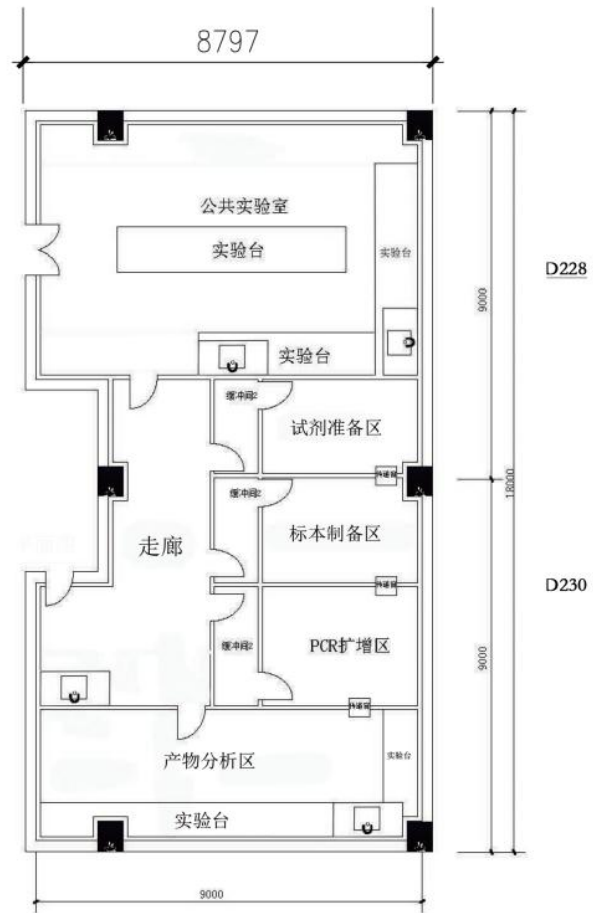 8797
公共实验室
实验台
实验台
D228
9000
实验台
缓冲间2
试剂准备区
传递窗
缓冲间2
18000
标本制备区
走廊
传递窗
D230
缓冲间2
PCR扩增区
9000
传递窗
产物分析区
实验台
实验台
9000